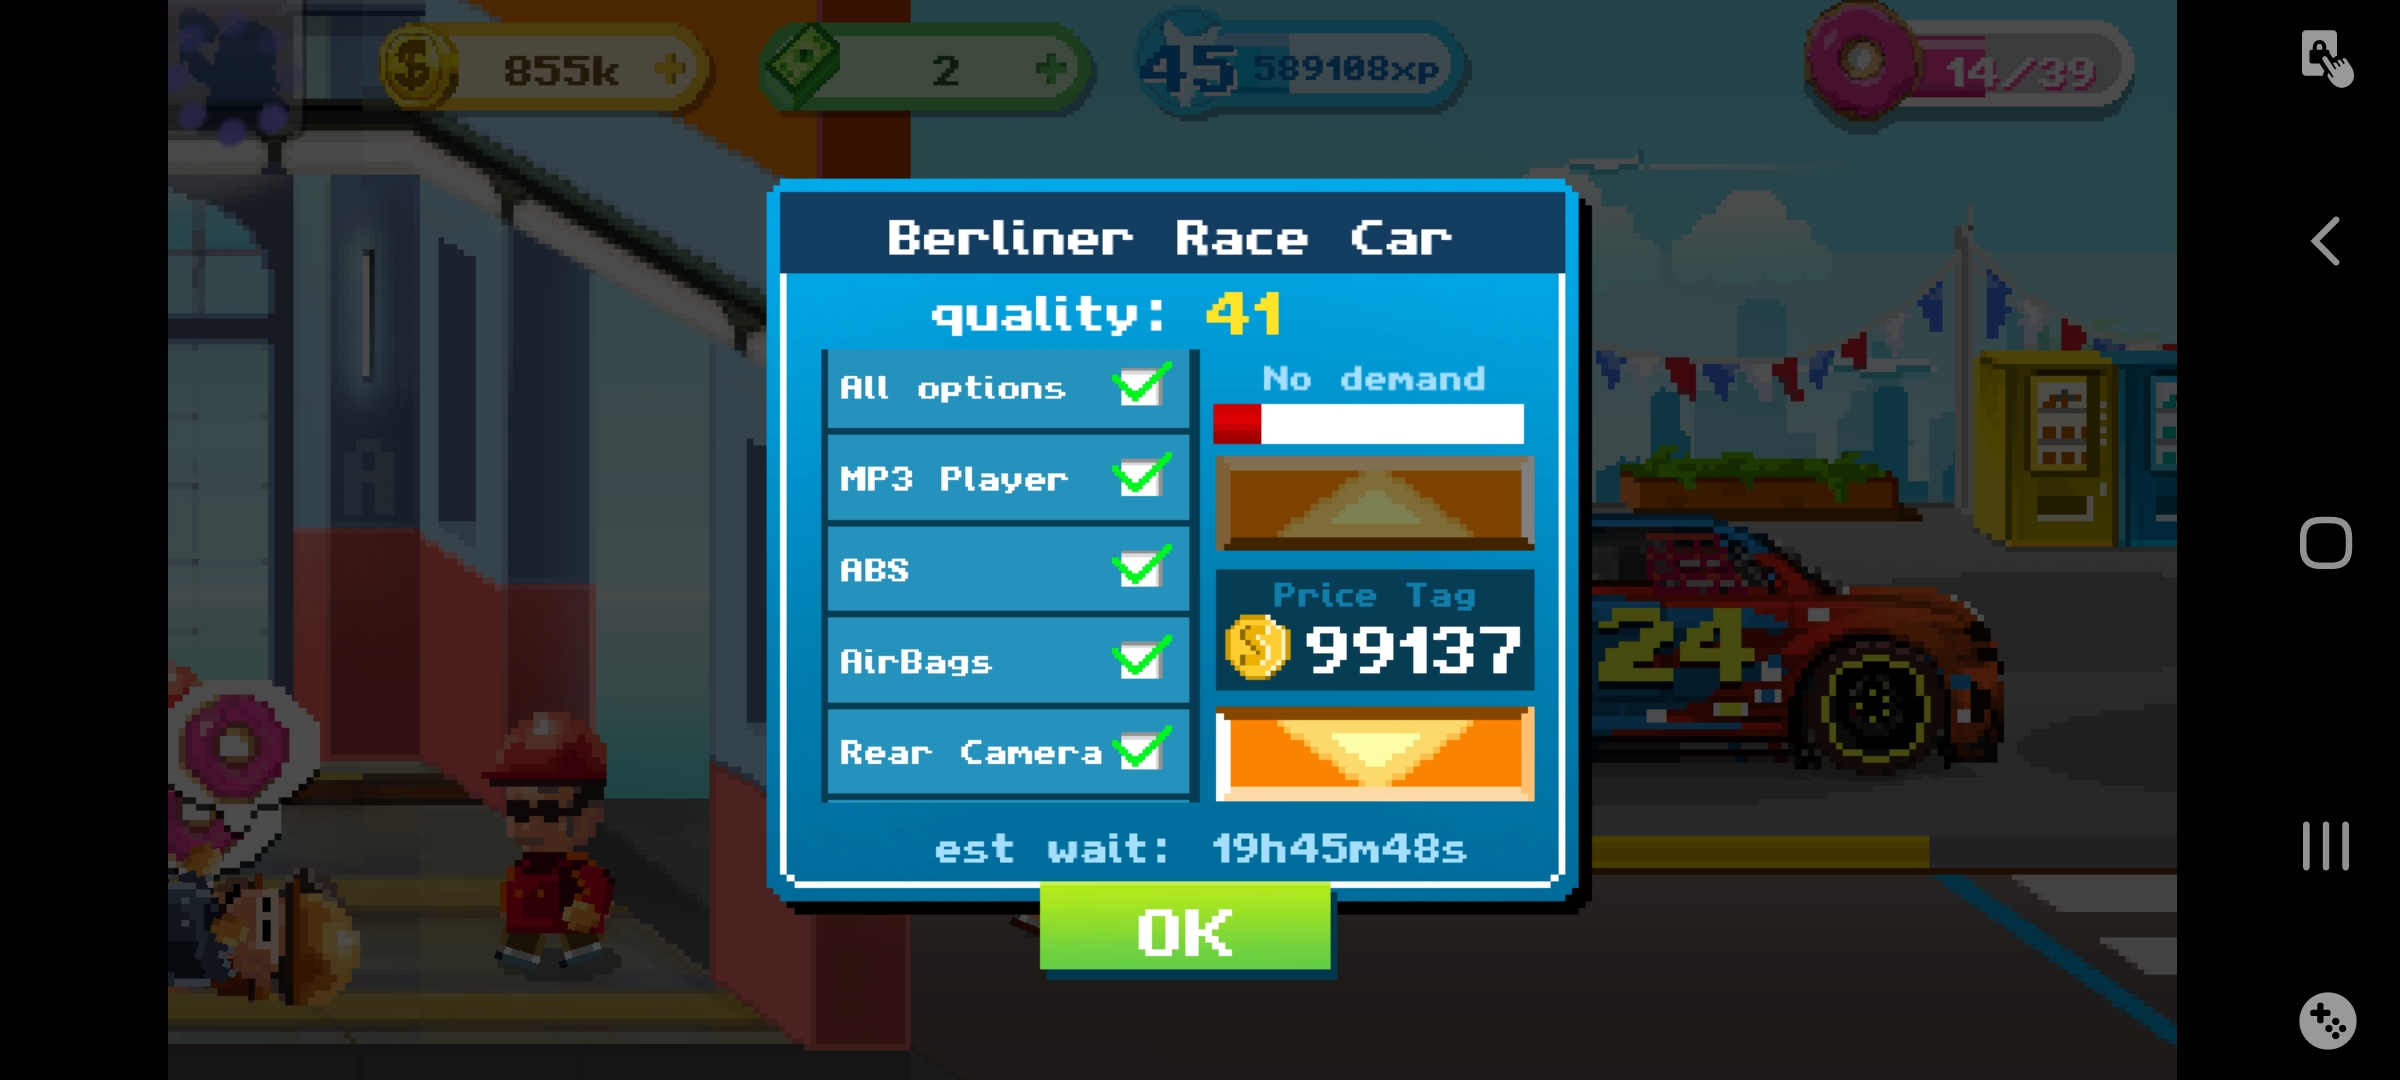 855k +
2 +
45 589108xp
14/39
Berliner Race Car
quality: 41
All options
MP3 Player
ABS
AirBags
Rear Camera
No demand
Price Tag
99137
est wait: 19h45m48s
OK
A
24